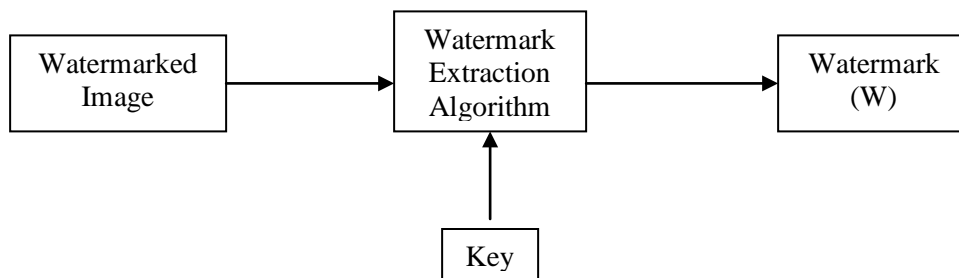 Watermarked
Image
Watermark
Extraction
Algorithm
Watermark
(W)
Key